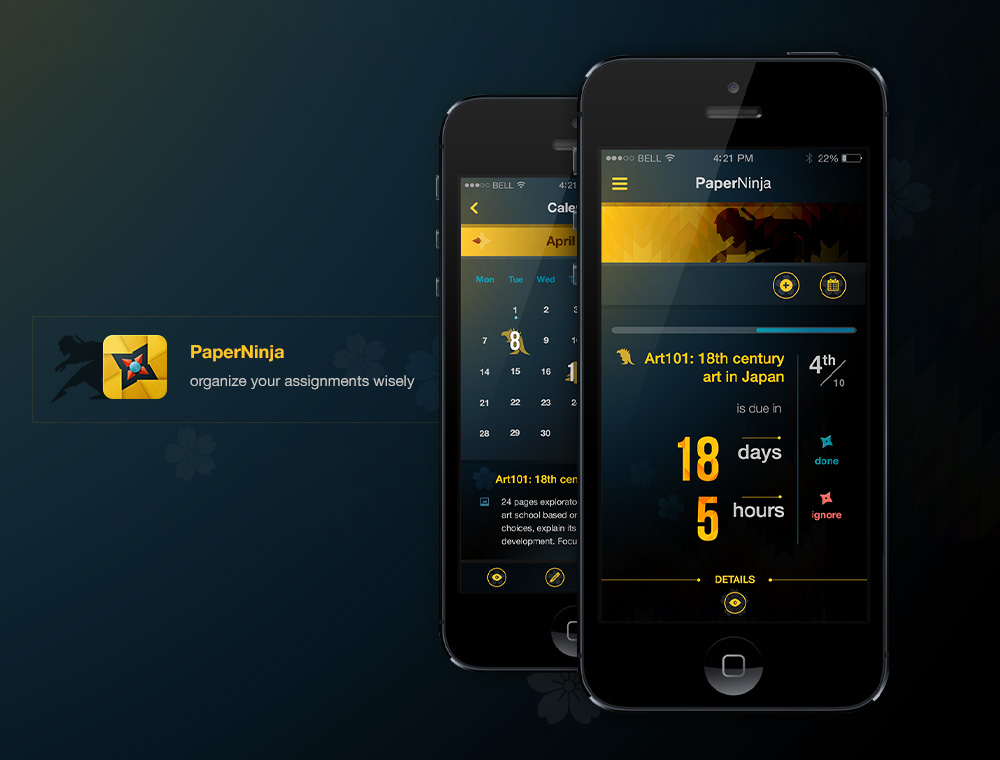 PaperNinja
organize your assignments wisely
BELL 4:21
Cale
April
Mon Tue Wed
1 2 3
7 8 9
14 15 16
21 22 23
28 29 30
Art101: 18th cen
24 pages explorato
art school based on
choices, explain its
development. Focu
BELL 4:21 PM 22%
PaperNinja
Art101: 18th century
art in Japan
4th/10
is due in
18 days
done
5 hours
ignore
DETAILS